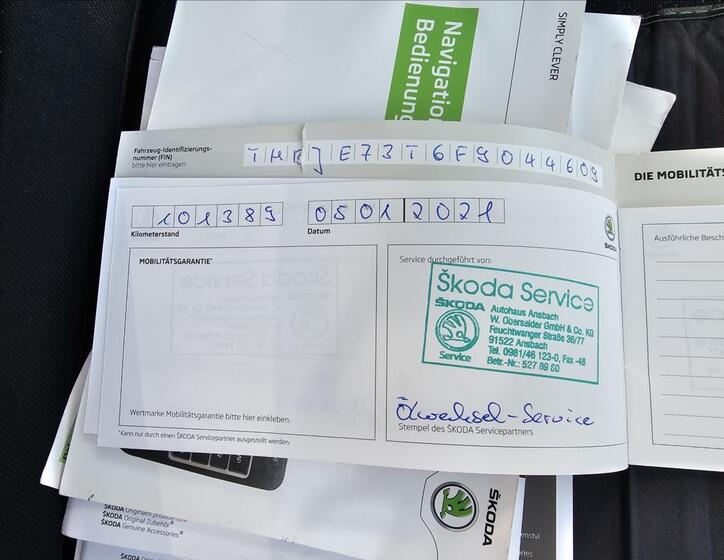 SIMPLY CLEVER
Navigation
Bedienung
Fahrzeug-Identifizierungs-
nummer (FIN)
bitte hier eintragen
TMBJE73T6F9044609
DIE MOBILITÄTS
101389 05012021
Kilometerstand Datum
MOBILITÄTSGARANTIE*
Wertmarke Mobilitätsgarantie bitte hier einkleben.
*Kann nur durch einen ŠKODA Servicepartner ausgestellt werden.
Service durchgeführt von:
Škoda Service
ŠKODA
Service
Autohaus Ansbach
W. Oberseider GmbH & Co. KG
Feuchtwanger Straße 36/77
91522 Ansbach
Tel. 0981/46 123-0, Fax -48
Betr.-Nr.: 527 89 60
Ölwechsel-Service
Stempel des ŠKODA Servicepartners
Ausführliche Besch
ŠKODA Originální příslušenství
ŠKODA Original Zubehör®
ŠKODA Genuine Accessories®
ŠKODA